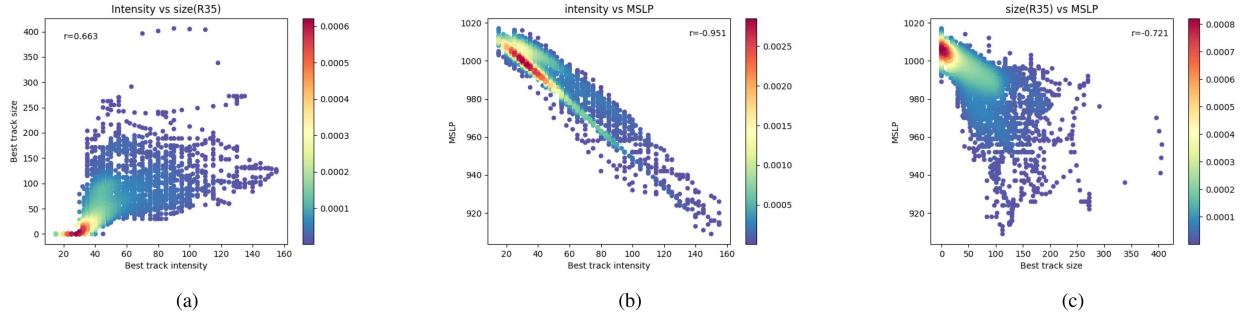 Intensity vs size(R35)
r=0.663
Best track size
400
350
300
250
200
150
100
50
0
20 40 60 80 100 120 140 160
Best track intensity
0.0006
0.0005
0.0004
0.0003
0.0002
0.0001
(a)
intensity vs MSLP
r=-0.951
MSLP
1020
1000
980
960
940
920
20 40 60 80 100 120 140 160
Best track intensity
0.0025
0.0020
0.0015
0.0010
0.0005
(b)
size(R35) vs MSLP
r=-0.721
MSLP
1020
1000
980
960
940
920
0 50 100 150 200 250 300 350 400
Best track size
0.0008
0.0007
0.0006
0.0005
0.0004
0.0003
0.0002
0.0001
(c)